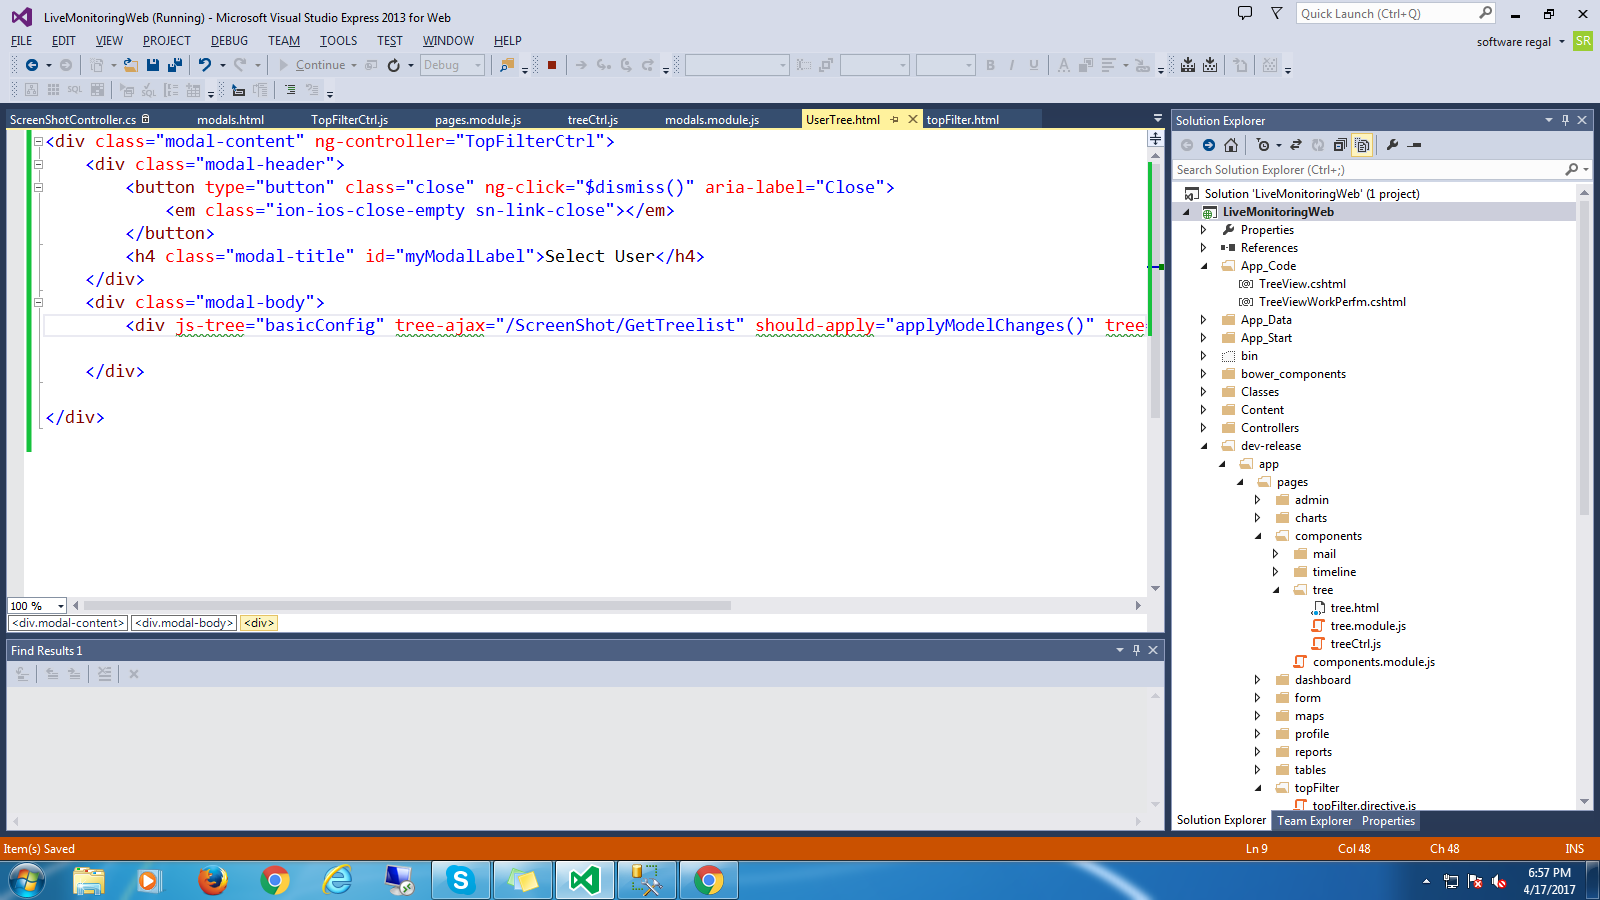 LiveMonitoringWeb (Running) - Microsoft Visual Studio Express 2013 for Web
Quick Launch (Ctrl+Q)
FILE EDIT VIEW PROJECT DEBUG TEAM TOOLS TEST WINDOW HELP
software regal SR
Continue Debug
SQL SQL
ScreenShotController.cs modals.html TopFilterCtrl.js pages.module.js treeCtrl.js modals.module.js UserTree.html topFilter.html
<div class="modal-content" ng-controller="TopFilterCtrl">
<div class="modal-header">
<button type="button" class="close" ng-click="$dismiss()" aria-label="Close">
<em class="ion-ios-close-empty sn-link-close"></em>
</button>
<h4 class="modal-title" id="myModalLabel">Select User</h4>
</div>
<div class="modal-body">
<div js-tree="basicConfig" tree-ajax="/ScreenShot/GetTreelist" should-apply="applyModelChanges()" tree
</div>
</div>
100 %
<div.modal-content> <div.modal-body> <div>
Find Results 1
Solution Explorer
Search Solution Explorer (Ctrl+;)
Solution 'LiveMonitoringWeb' (1 project)
LiveMonitoringWeb
Properties
References
App_Code
TreeView.cshtml
TreeViewWorkPerfm.cshtml
App_Data
App_Start
bin
bower_components
Classes
Content
Controllers
dev-release
app
pages
admin
charts
components
mail
timeline
tree
tree.html
tree.module.js
treeCtrl.js
components.module.js
dashboard
form
maps
profile
reports
tables
topFilter
topFilter.directive.js
Solution Explorer Team Explorer Properties
Item(s) Saved Ln 9 Col 48 Ch 48 INS
6:57 PM
4/17/2017